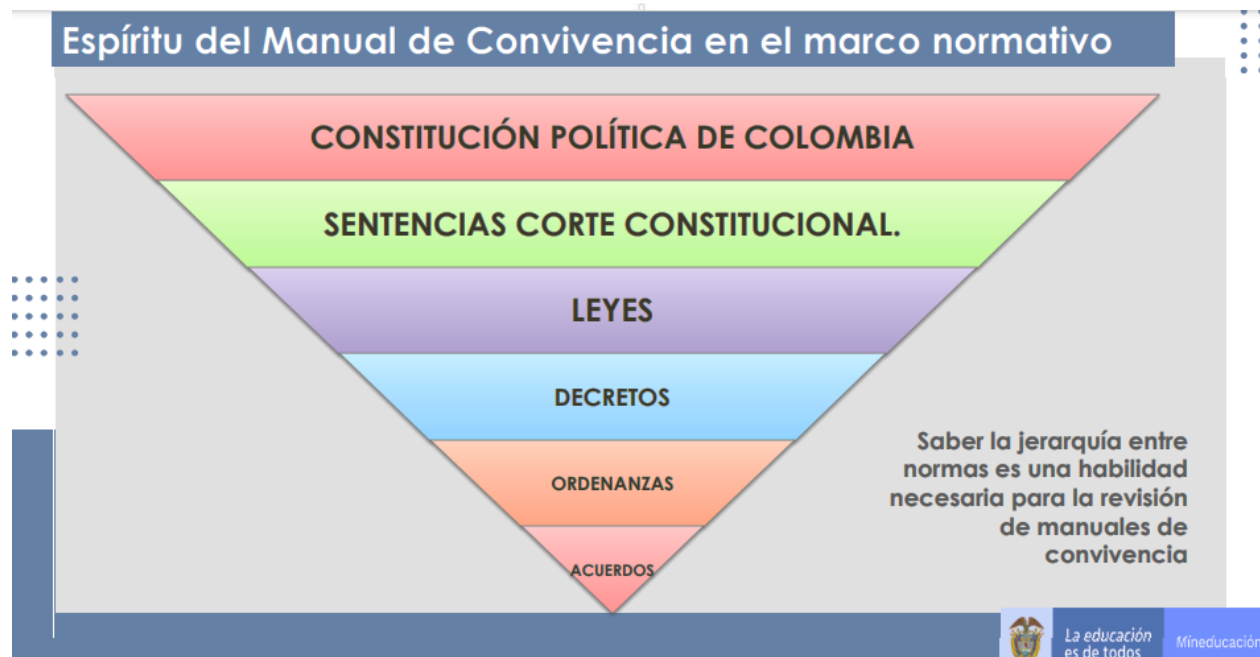 Espíritu del Manual de Convivencia en el marco normativo
CONSTITUCIÓN POLÍTICA DE COLOMBIA
SENTENCIAS CORTE CONSTITUCIONAL.
LEYES
DECRETOS
ORDENANZAS
ACUERDOS
Saber la jerarquía entre
normas es una habilidad
necesaria para la revisión
de manuales de
convivencia
La educación
es de todos
Mineducación